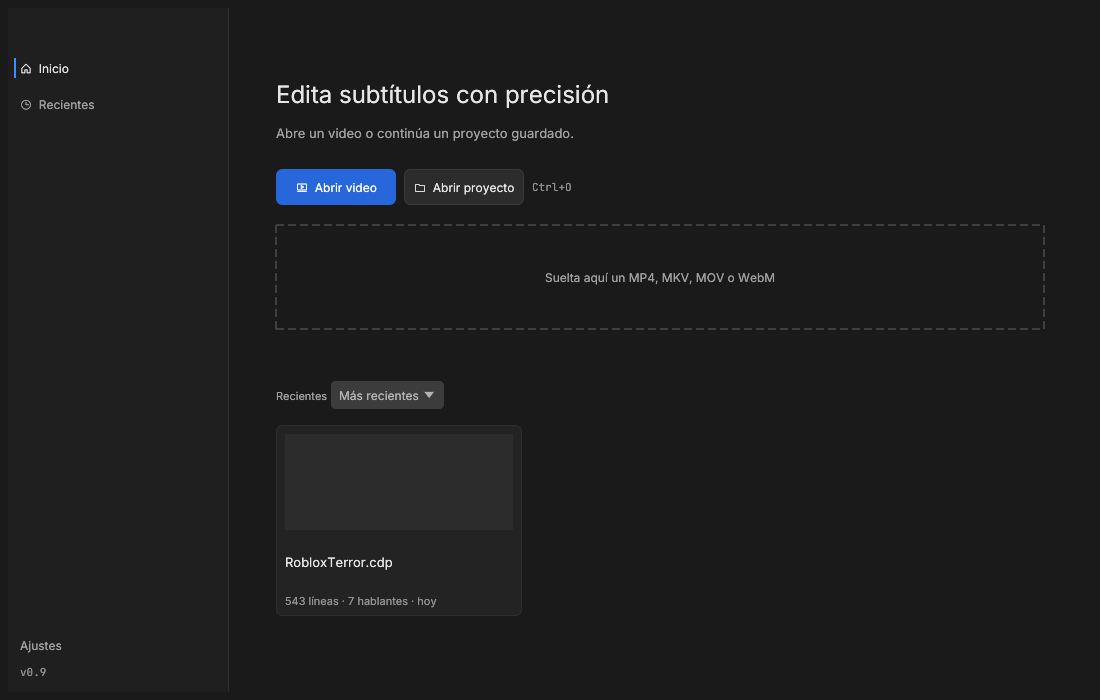 Inicio
Recientes
Edita subtítulos con precisión
Abre un video o continúa un proyecto guardado.
Abrir video
Abrir proyecto
Ctrl+O
Suelta aquí un MP4, MKV, MOV o WebM
Recientes
Más recientes
RobloxTerror.cdp
543 líneas · 7 hablantes · hoy
Ajustes
v0.9